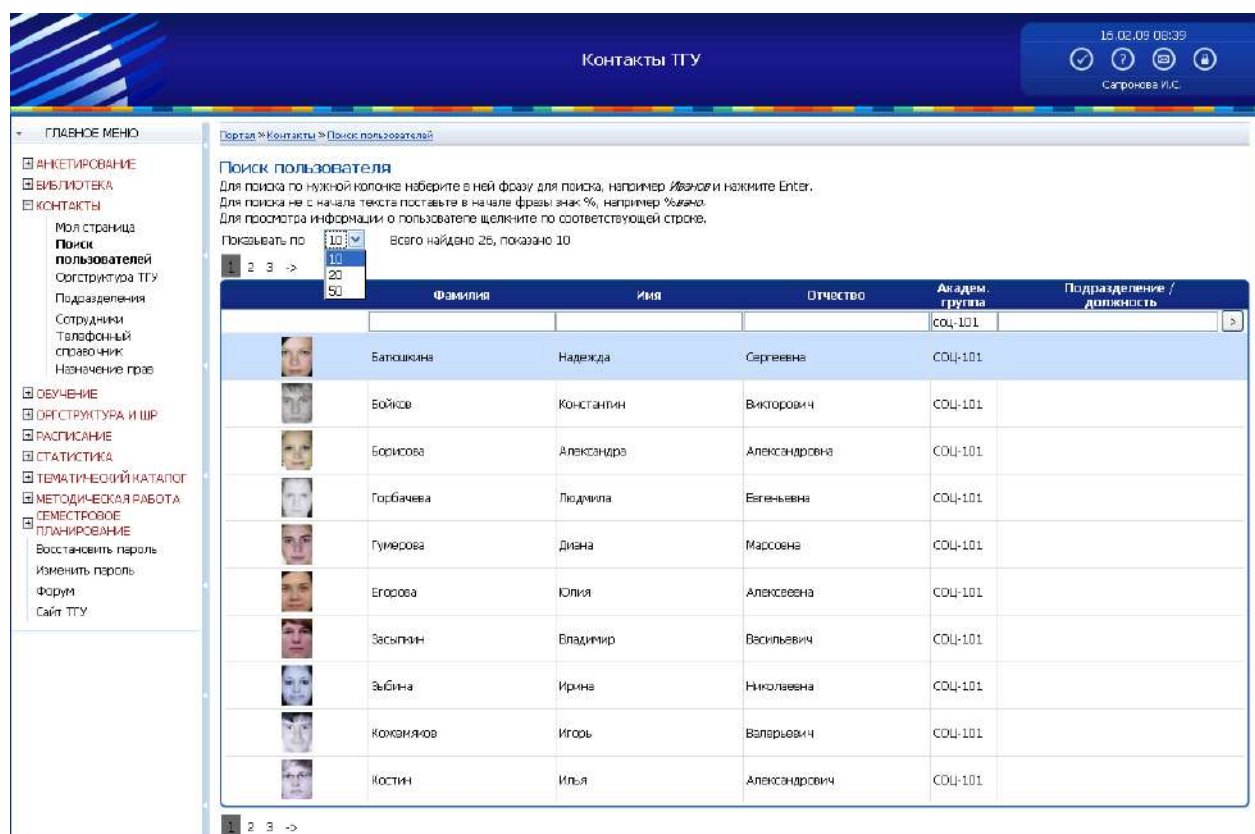 Контакты ТГУ
16.02.09 08:39
Сапронова И.С.
ГЛАВНОЕ МЕНЮ
АНКЕТИРОВАНИЕ
БИБЛИОТЕКА
КОНТАКТЫ
Моя страница
Поиск
пользователей
Оргструктура ТГУ
Подразделения
Сотрудники
Телефонный
справочник
Назначение прав
ОБУЧЕНИЕ
ОРГСТРУКТУРА И ШР
РАСПИСАНИЕ
СТАТИСТИКА
ТЕМАТИЧЕСКИЙ КАТАЛОГ
МЕТОДИЧЕСКАЯ РАБОТА
СЕМЕСТРОВОЕ
ПЛАНИРОВАНИЕ
Восстановить пароль
Изменить пароль
Форум
Сайт ТГУ
Портал » Контакты » Поиск пользователей
Поиск пользователя
Для поиска по нужной колонке наберите в ней фразу для поиска, например Иванов и нажмите Enter.
Для поиска не с начала текста поставьте в начале фразы знак %, например %вано.
Для просмотра информации о пользователе щелкните по соответствующей строке.
Показывать по 10 Всего найдено 26, показано 10
10
20
50
1 2 3 ->
Фамилия Имя Отчество Академ. группа Подразделение / должность
соц-101 >
Батюшкина Надежда Сергеевна СОЦ-101
Бойков Константин Викторович СОЦ-101
Борисова Александра Александровна СОЦ-101
Горбачева Людмила Евгеньевна СОЦ-101
Гумерова Диана Марсовна СОЦ-101
Егорова Юлия Алексеевна СОЦ-101
Засыпкин Владимир Васильевич СОЦ-101
Зыбина Ирина Николаевна СОЦ-101
Кожемяков Игорь Валерьевич СОЦ-101
Костин Илья Александрович СОЦ-101
1 2 3 ->